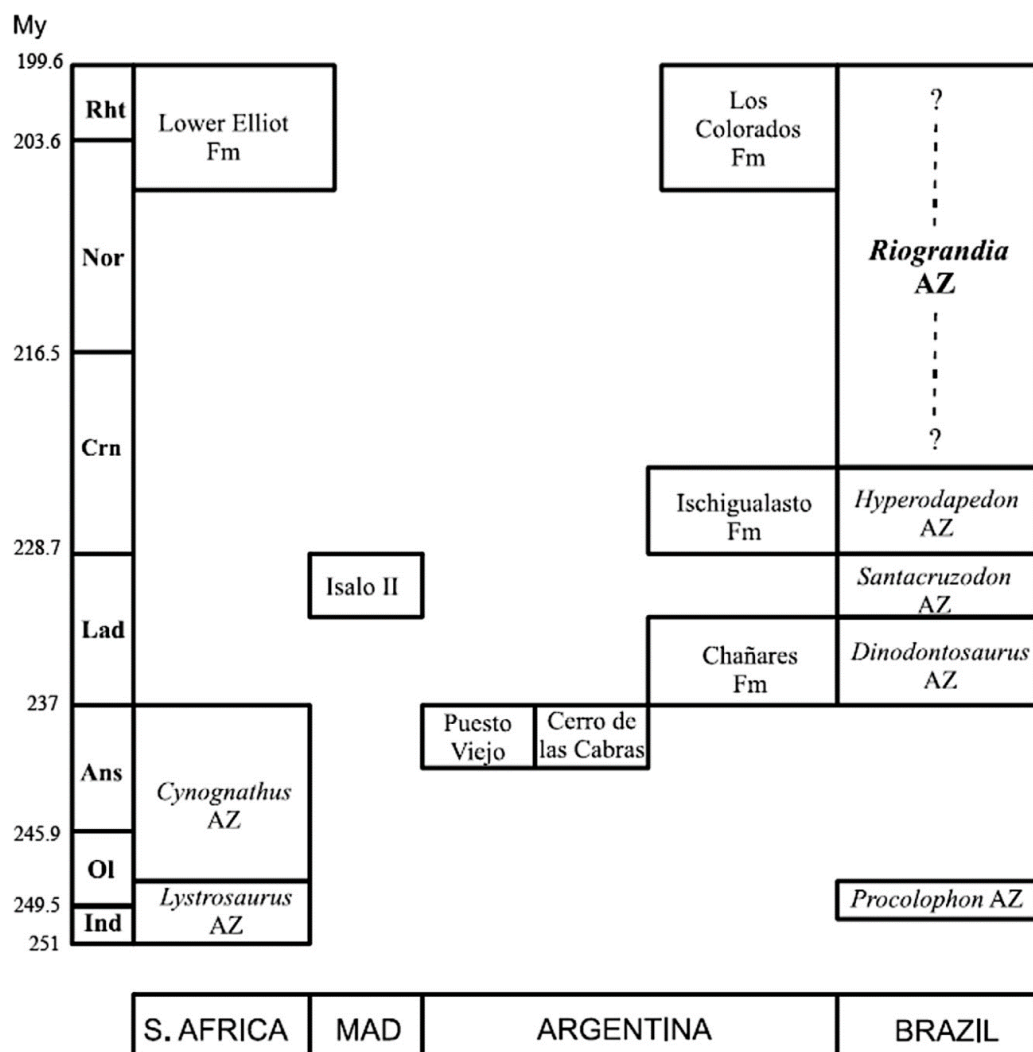 My
199.6
Rht
Lower Elliot
Fm
Los
Colorados
Fm
?
203.6
Nor
Riograndia
AZ
216.5
Crn
?
Ischigualasto
Fm
Hyperodapedon
AZ
228.7
Isalo II
Santacruzodon
AZ
Lad
Chañares
Fm
Dinodontosaurus
AZ
237
Puesto
Viejo
Cerro de
las Cabras
Ans
Cynognathus
AZ
245.9
Ol
Lystrosaurus
AZ
Procolophon AZ
249.5
Ind
251
S. AFRICA
MAD
ARGENTINA
BRAZIL